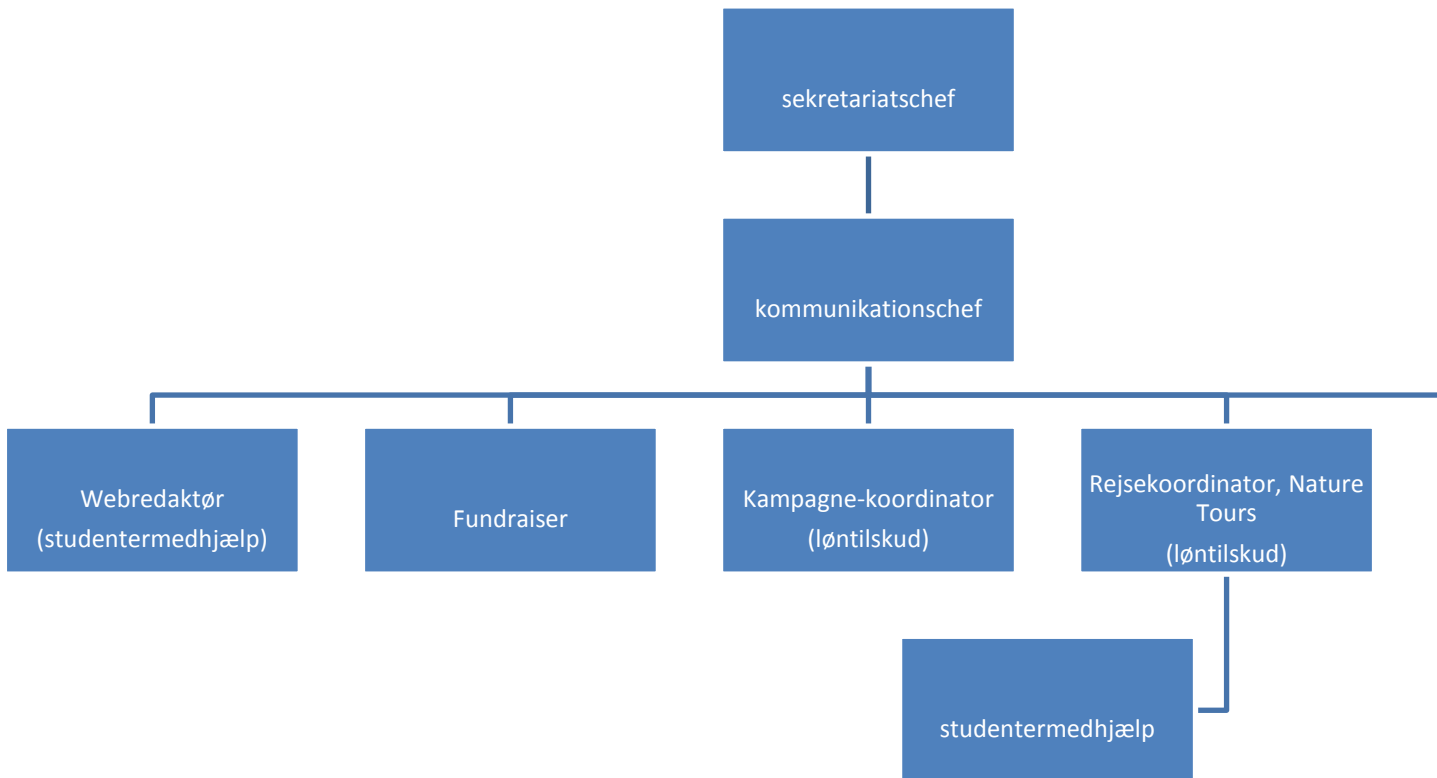 sekretariatschef
kommunikationschef
Webredaktør
(studentermedhjælp)
Fundraiser
Kampagne-koordinator
(løntilskud)
Rejsekoordinator, Nature
Tours
(løntilskud)
studentermedhjælp